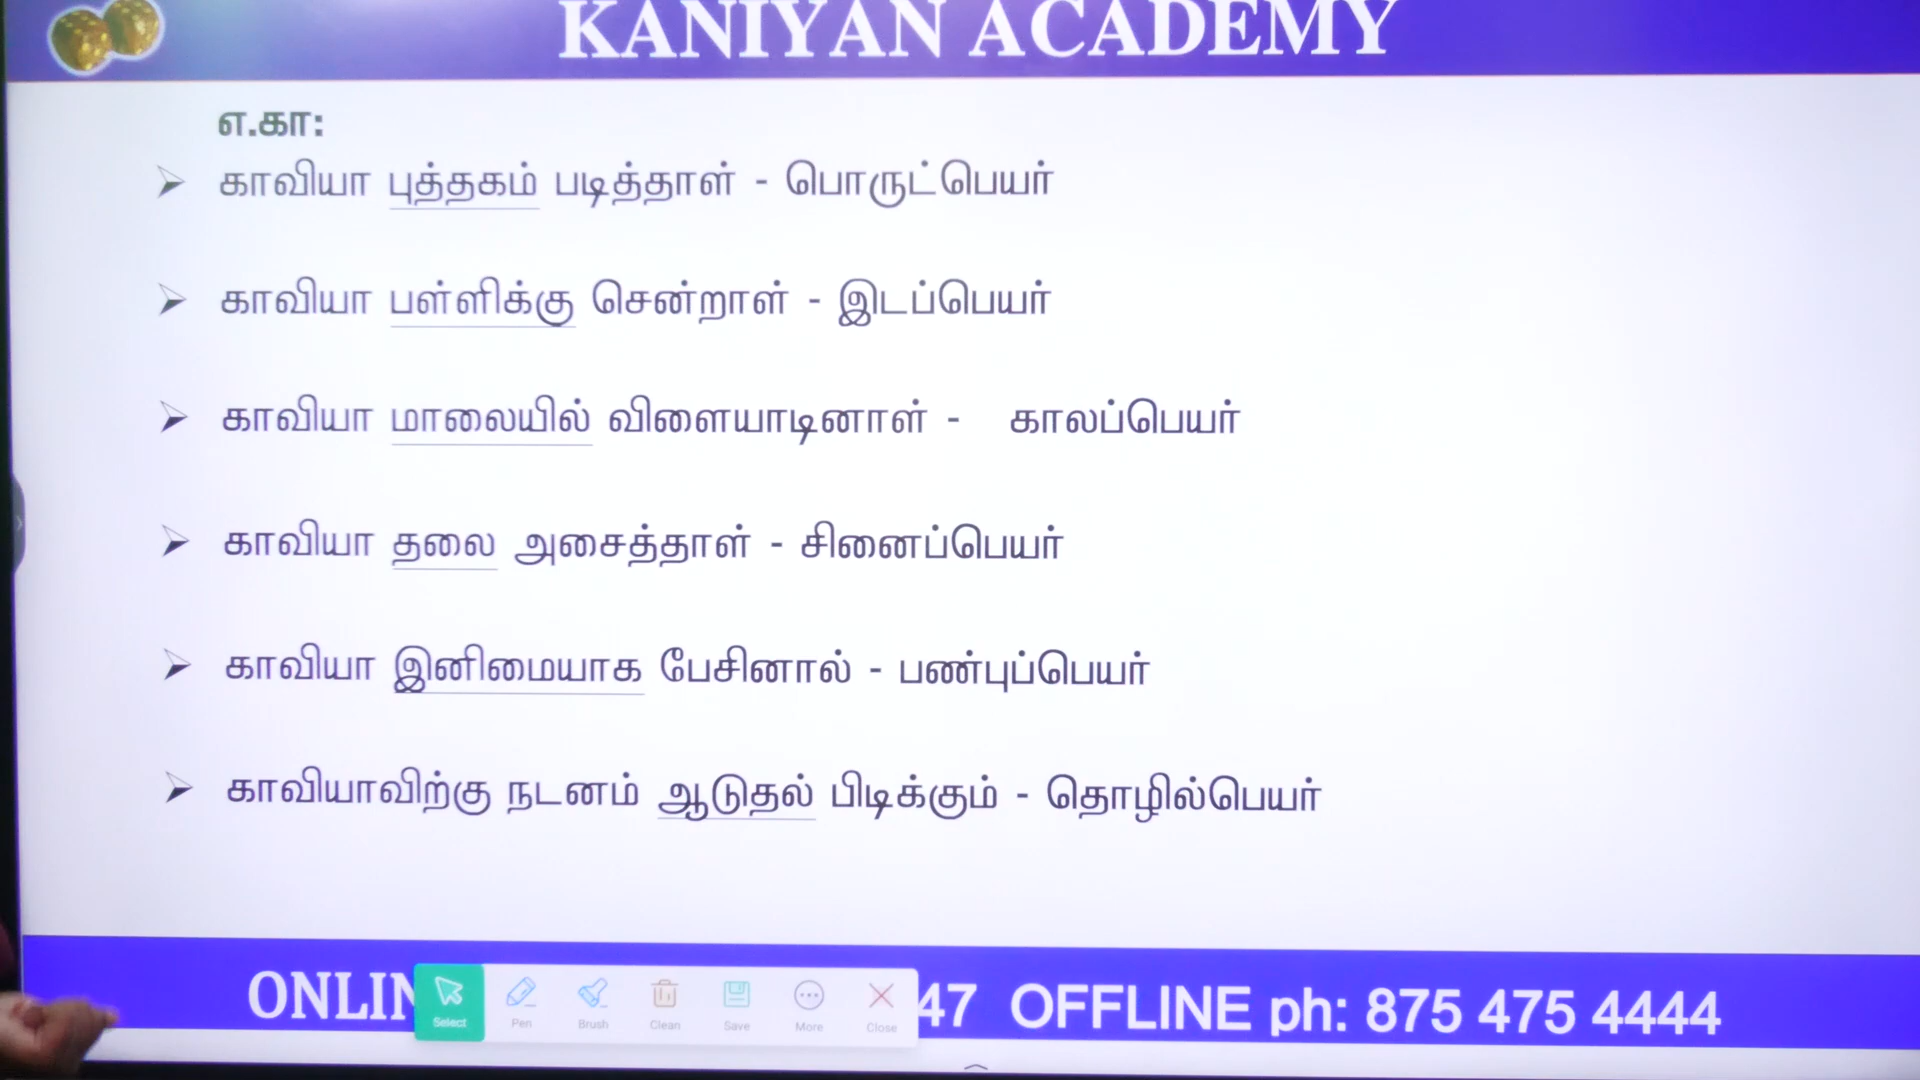 KANIYAN ACADEMY
எ.கா:
➢ காவியா புத்தகம் படித்தாள் - பொருட்பெயர்
➢ காவியா பள்ளிக்கு சென்றாள் - இடப்பெயர்
➢ காவியா மாலையில் விளையாடினாள் - காலப்பெயர்
➢ காவியா தலை அசைத்தாள் - சினைப்பெயர்
➢ காவியா இனிமையாக பேசினால் - பண்புப்பெயர்
➢ காவியாவிற்கு நடனம் ஆடுதல் பிடிக்கும் - தொழில்பெயர்
47 OFFLINE ph: 875 475 4444
Select Pen Brush Clean Save More Close